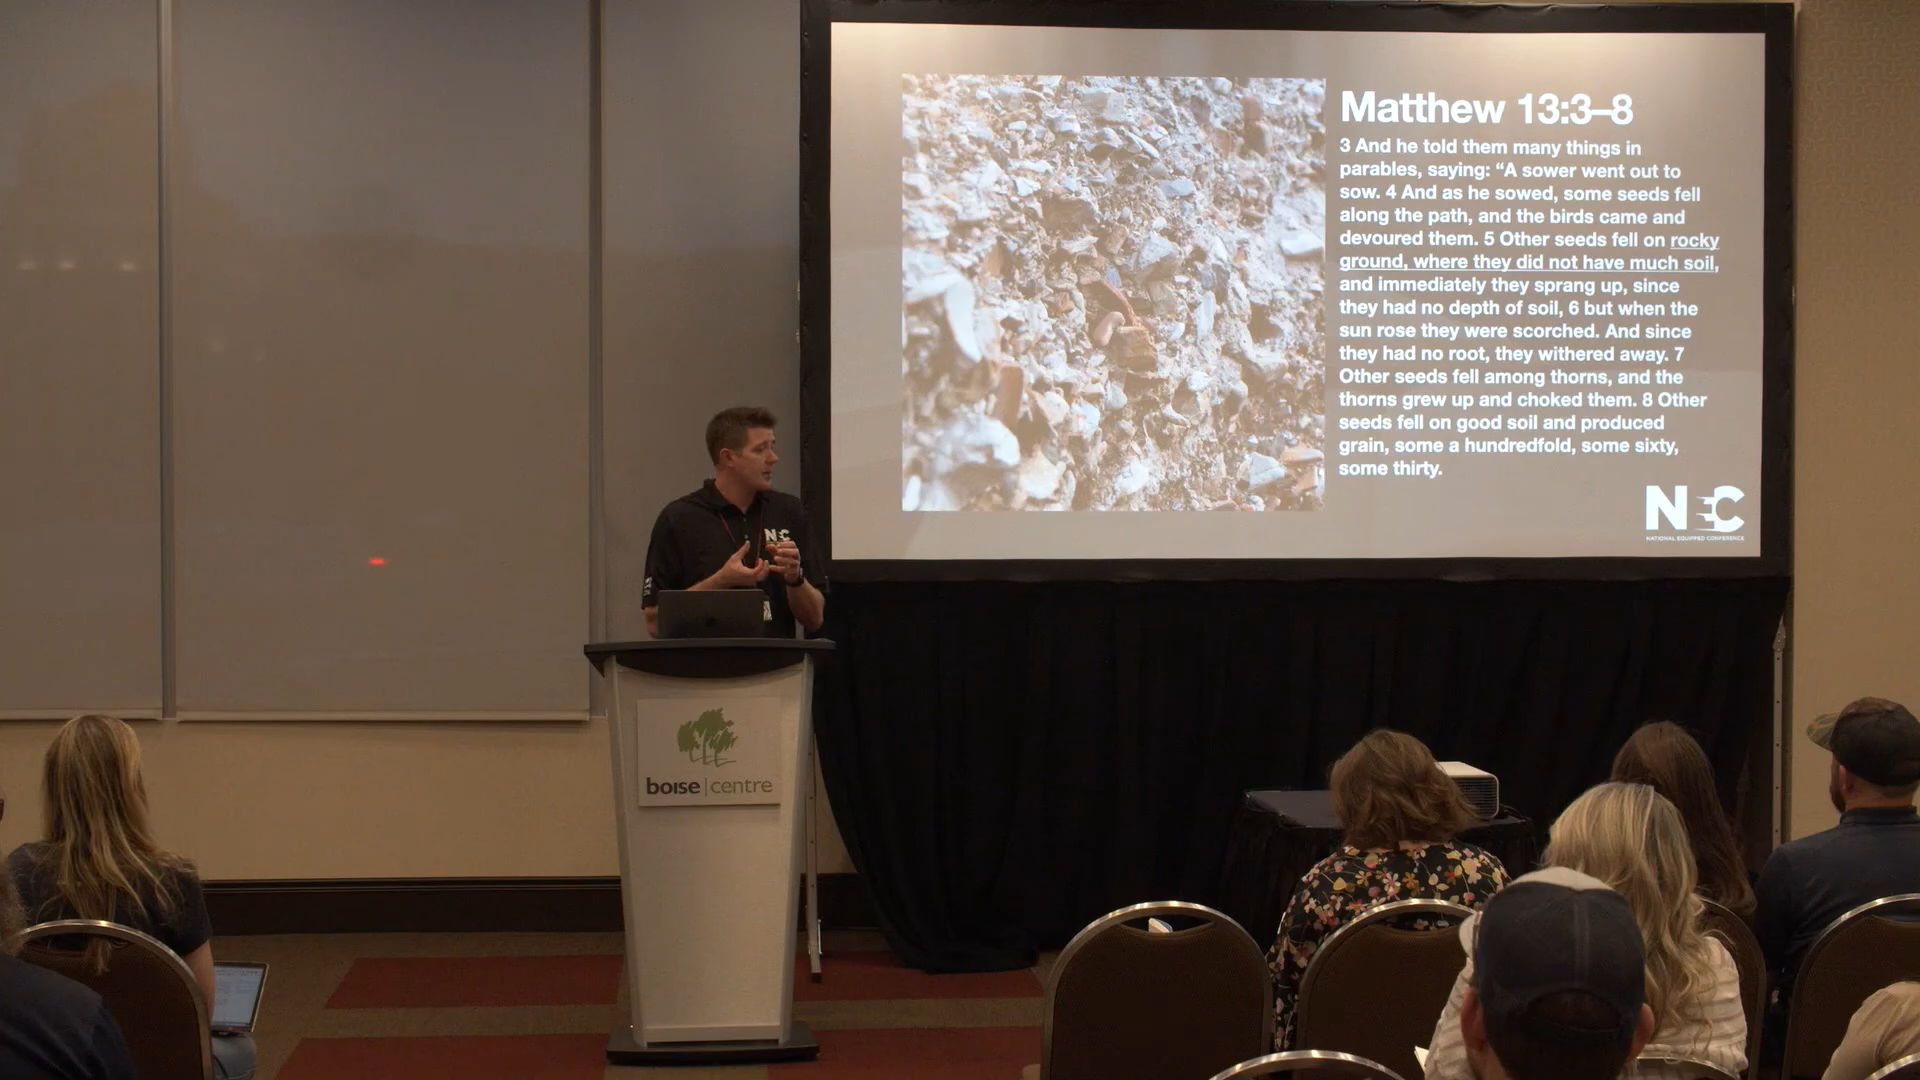 Matthew 13:3–8
3 And he told them many things in
parables, saying: “A sower went out to
sow. 4 And as he sowed, some seeds fell
along the path, and the birds came and
devoured them. 5 Other seeds fell on rocky
ground, where they did not have much soil,
and immediately they sprang up, since
they had no depth of soil, 6 but when the
sun rose they were scorched. And since
they had no root, they withered away. 7
Other seeds fell among thorns, and the
thorns grew up and choked them. 8 Other
seeds fell on good soil and produced
grain, some a hundredfold, some sixty,
some thirty.
NEC
NATIONAL EQUIPPED CONFERENCE
NEC
boise | centre